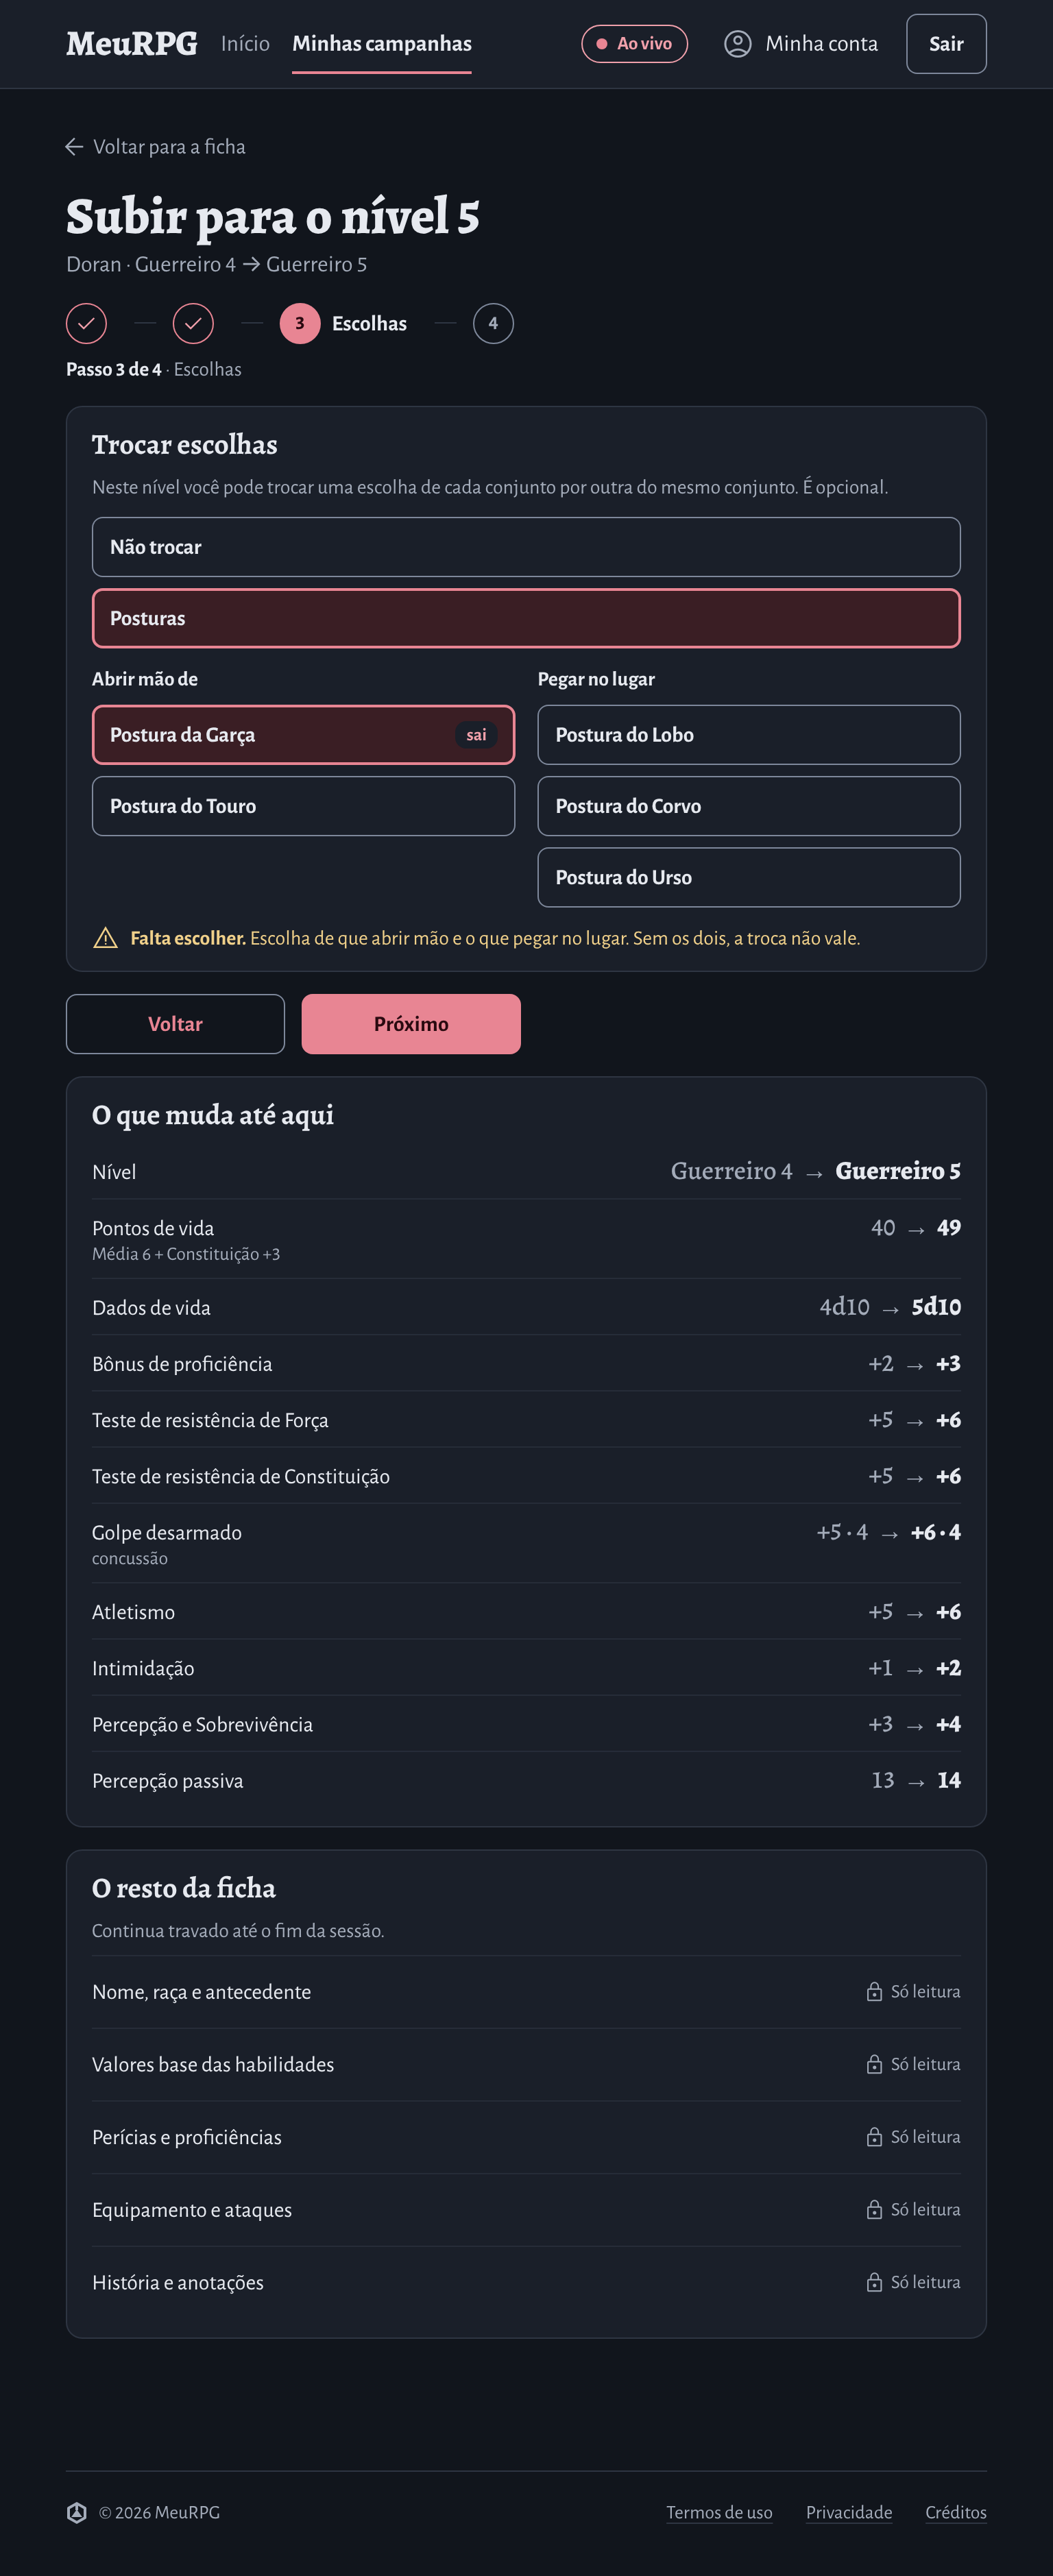 MeuRPG Início Minhas campanhas Ao vivo Minha conta Sair
Voltar para a ficha
Subir para o nível 5
Doran · Guerreiro 4 → Guerreiro 5
3 Escolhas 4
Passo 3 de 4 · Escolhas
Trocar escolhas
Neste nível você pode trocar uma escolha de cada conjunto por outra do mesmo conjunto. É opcional.
Não trocar
Posturas
Abrir mão de
Postura da Garça sai
Postura do Touro
Pegar no lugar
Postura do Lobo
Postura do Corvo
Postura do Urso
Falta escolher. Escolha de que abrir mão e o que pegar no lugar. Sem os dois, a troca não vale.
Voltar Próximo
O que muda até aqui
Nível Guerreiro 4 → Guerreiro 5
Pontos de vida 40 → 49
Média 6 + Constituição +3
Dados de vida 4d10 → 5d10
Bônus de proficiência +2 → +3
Teste de resistência de Força +5 → +6
Teste de resistência de Constituição +5 → +6
Golpe desarmado +5 · 4 → +6 · 4
concussão
Atletismo +5 → +6
Intimidação +1 → +2
Percepção e Sobrevivência +3 → +4
Percepção passiva 13 → 14
O resto da ficha
Continua travado até o fim da sessão.
Nome, raça e antecedente Só leitura
Valores base das habilidades Só leitura
Perícias e proficiências Só leitura
Equipamento e ataques Só leitura
História e anotações Só leitura
© 2026 MeuRPG Termos de uso Privacidade Créditos